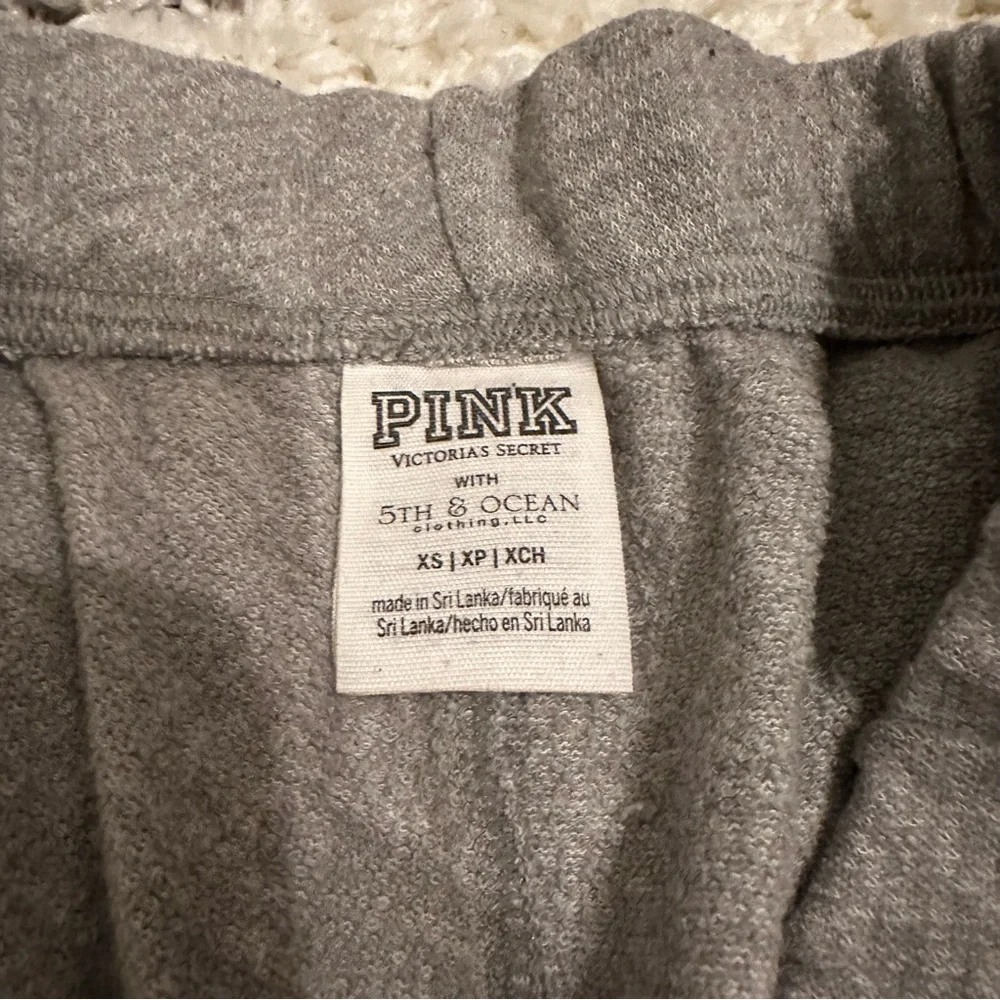 PINK
VICTORIA'S SECRET
WITH
5TH & OCEAN
clothing, LLC
XS | XP | XCH
made in Sri Lanka/fabriqué au
Sri Lanka/hecho en Sri Lanka